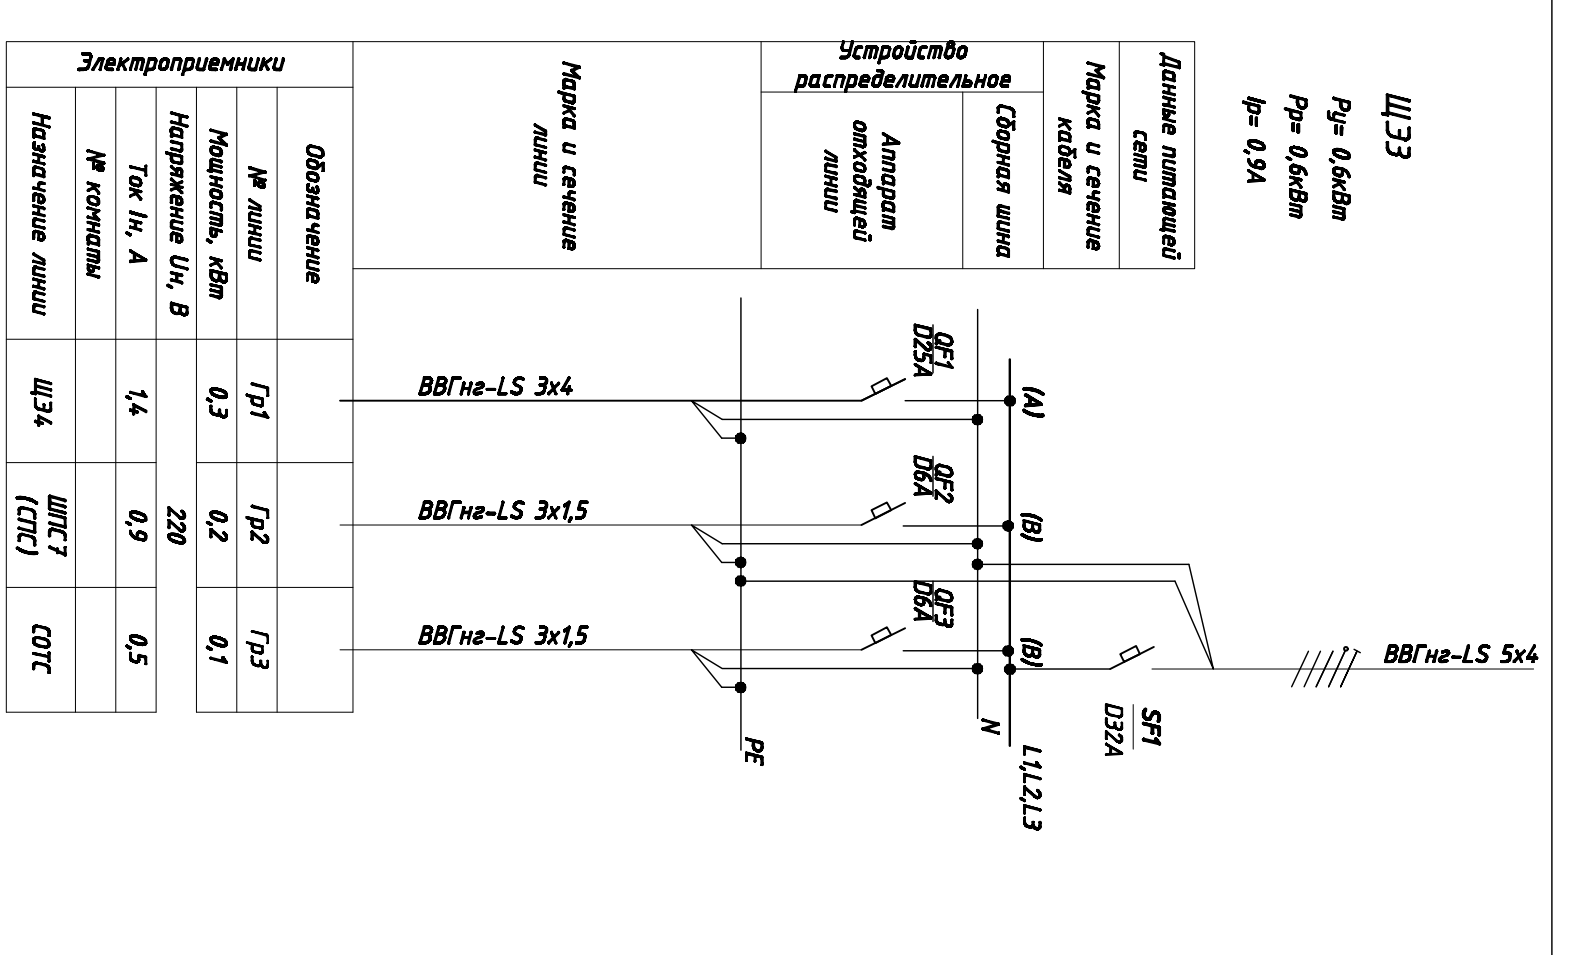 ЩЭ3
Ру= 0,6кВт
Рр= 0,6кВт
Iр= 0,9А
Данные питающей
сети
Марка и сечение
кабеля
Устройство
распределительное
Сборная шина
Аппарат
отходящей
линии
Марка и сечение
линии
Электроприемники
Обозначение
№ линии
Мощность, кВт
Напряжение Uн, В
Ток Iн, А
№ комнаты
Назначение линии
ВВГнг-LS 5х4
SF1
D32A
L1,L2,L3
N
PE
(А)
(В)
(В)
QF1
D25A
QF2
D6A
QF3
D6A
ВВГнг-LS 3х4
ВВГнг-LS 3х1,5
ВВГнг-LS 3х1,5
Гр1
Гр2
Гр3
0,3
0,2
0,1
220
1,4
0,9
0,5
ЩЭ4
ШПС7
(СПС)
СОТС